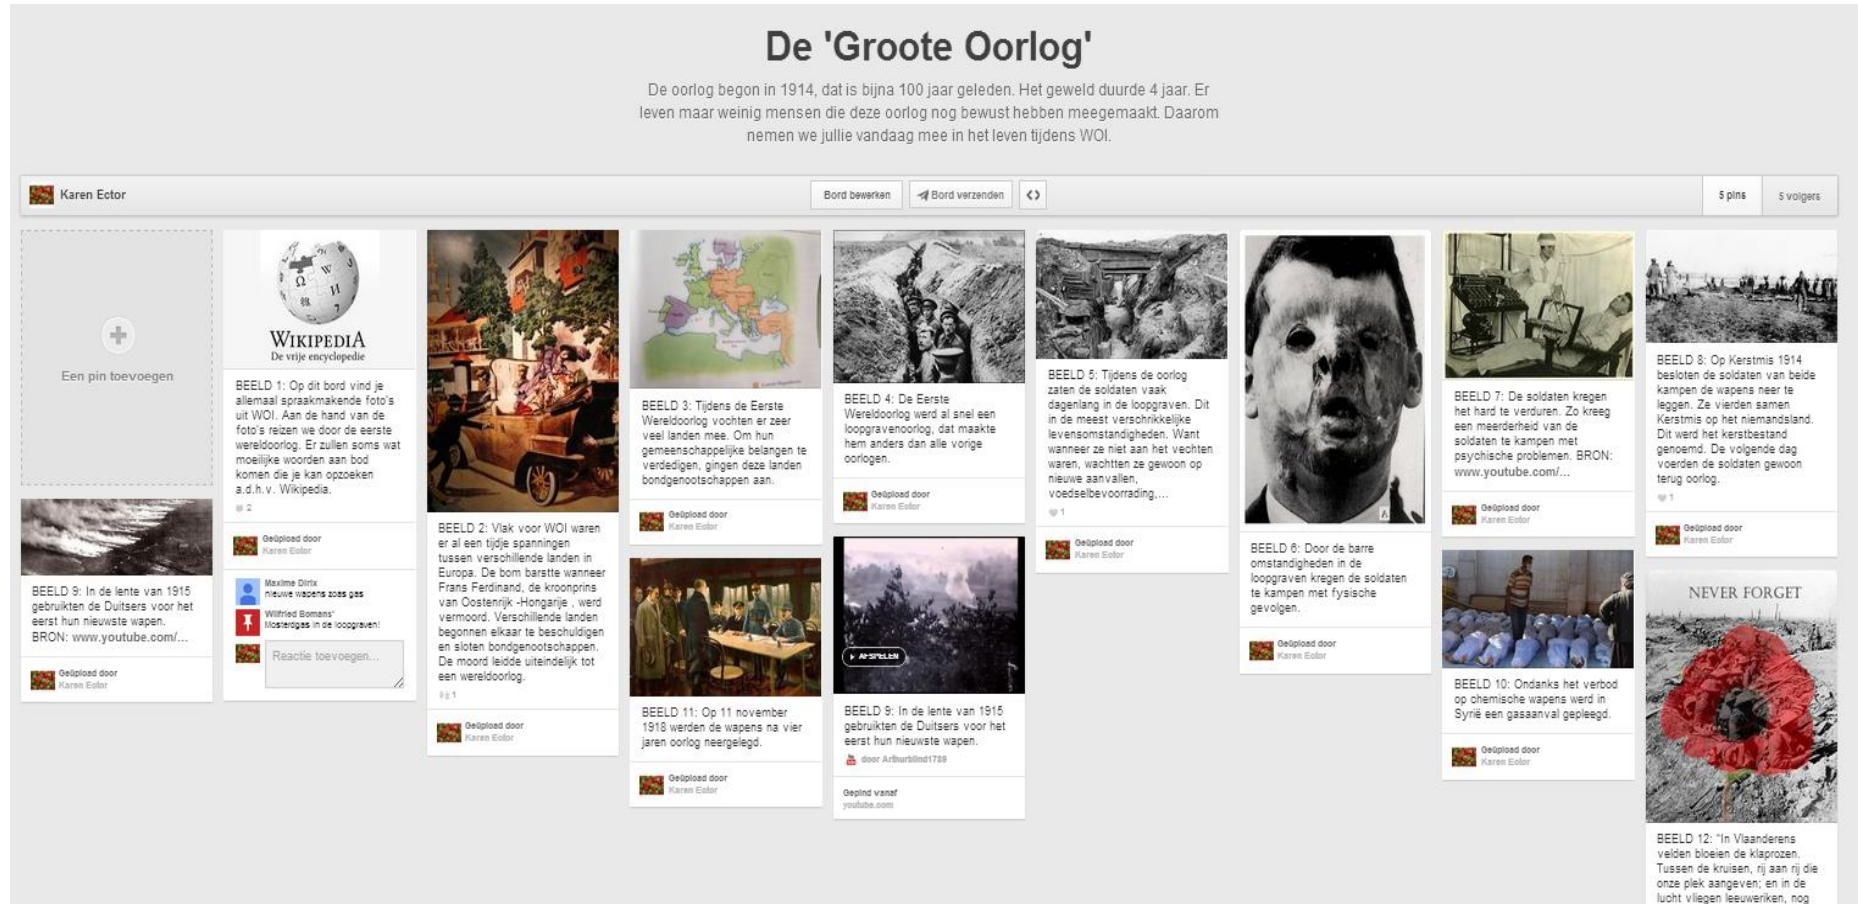 De 'Groote Oorlog'
De oorlog begon in 1914, dat is bijna 100 jaar geleden. Het geweld duurde 4 jaar. Er
leven maar weinig mensen die deze oorlog nog bewust hebben meegemaakt. Daarom
nemen we jullie vandaag mee in het leven tijdens WOI.
Karen Ector
Bord bewerken
Bord verzenden
5 pins
5 volgers
Een pin toevoegen
BEELD 9: In de lente van 1915
gebruikten de Duitsers voor het
eerst hun nieuwste wapen.
BRON: www.youtube.com/...
Geüpload door
Karen Ector
WIKIPEDIA
De vrije encyclopedie
BEELD 1: Op dit bord vind je
allemaal spraakmakende foto's
uit WOI. Aan de hand van de
foto's reizen we door de eerste
wereldoorlog. Er zullen soms wat
moeilijke woorden aan bod
komen die je kan opzoeken
a.d.h.v. Wikipedia.
2
Geüpload door
Karen Ector
Maxime Dirix
nieuwe wapens zoas gas
Wilfried Bomans'
Mosterdgas in de loopgraven!
Reactie toevoegen...
BEELD 2: Vlak voor WOI waren
er al een tijdje spanningen
tussen verschillende landen in
Europa. De bom barstte wanneer
Frans Ferdinand, de kroonprins
van Oostenrijk -Hongarije , werd
vermoord. Verschillende landen
begonnen elkaar te beschuldigen
en sloten bondgenootschappen.
De moord leidde uiteindelijk tot
een wereldoorlog.
1
Geüpload door
Karen Ector
BEELD 3: Tijdens de Eerste
Wereldoorlog vochten er zeer
veel landen mee. Om hun
gemeenschappelijke belangen te
verdedigen, gingen deze landen
bondgenootschappen aan.
Geüpload door
Karen Ector
BEELD 11: Op 11 november
1918 werden de wapens na vier
jaren oorlog neergelegd.
Geüpload door
Karen Ector
BEELD 4: De Eerste
Wereldoorlog werd al snel een
loopgravenoorlog, dat maakte
hem anders dan alle vorige
oorlogen.
Geüpload door
Karen Ector
AFSPELEN
BEELD 9: In de lente van 1915
gebruikten de Duitsers voor het
eerst hun nieuwste wapen.
door Arthurblind1789
Gepind vanaf
youtube.com
BEELD 5: Tijdens de oorlog
zaten de soldaten vaak
dagenlang in de loopgraven. Dit
in de meest verschrikkelijke
levensomstandigheden. Want
wanneer ze niet aan het vechten
waren, wachtten ze gewoon op
nieuwe aanvallen,
voedselbevoorrading,...
1
Geüpload door
Karen Ector
A
BEELD 6: Door de barre
omstandigheden in de
loopgraven kregen de soldaten
te kampen met fysische
gevolgen.
Geüpload door
Karen Ector
BEELD 7: De soldaten kregen
het hard te verduren. Zo kreeg
een meerderheid van de
soldaten te kampen met
psychische problemen. BRON:
www.youtube.com/...
Geüpload door
Karen Ector
BEELD 10: Ondanks het verbod
op chemische wapens werd in
Syrië een gasaanval gepleegd.
Geüpload door
Karen Ector
BEELD 8: Op Kerstmis 1914
besloten de soldaten van beide
kampen de wapens neer te
leggen. Ze vierden samen
Kerstmis op het niemandsland.
Dit werd het kerstbestand
genoemd. De volgende dag
voerden de soldaten gewoon
terug oorlog.
1
Geüpload door
Karen Ector
NEVER FORGET
BEELD 12: "In Vlaanderens
velden bloeien de klaprozen.
Tussen de kruisen, rij aan rij die
onze plek aangeven; en in de
lucht vliegen leeuweriken, nog